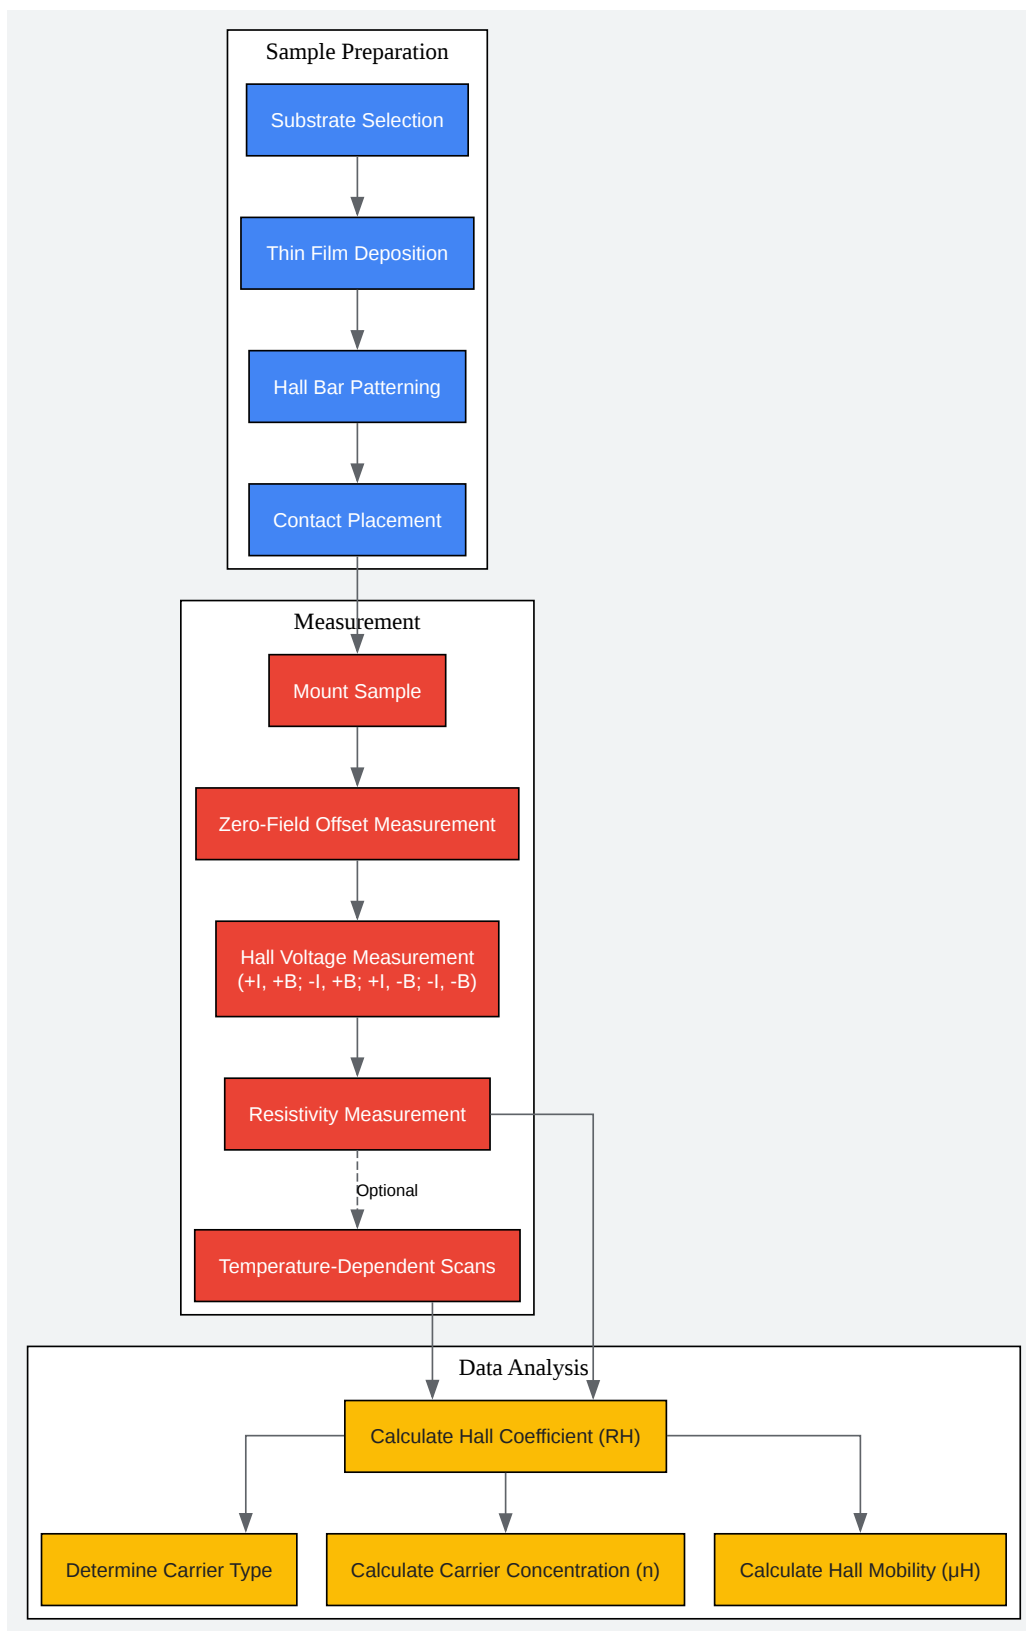 Sample Preparation
Substrate Selection
Thin Film Deposition
Hall Bar Patterning
Contact Placement
Measurement
Mount Sample
Zero-Field Offset Measurement
Hall Voltage Measurement
(+I, +B; -I, +B; +I, -B; -I, -B)
Resistivity Measurement
Optional
Temperature-Dependent Scans
Data Analysis
Calculate Hall Coefficient (RH)
Determine Carrier Type
Calculate Carrier Concentration (n)
Calculate Hall Mobility (μH)